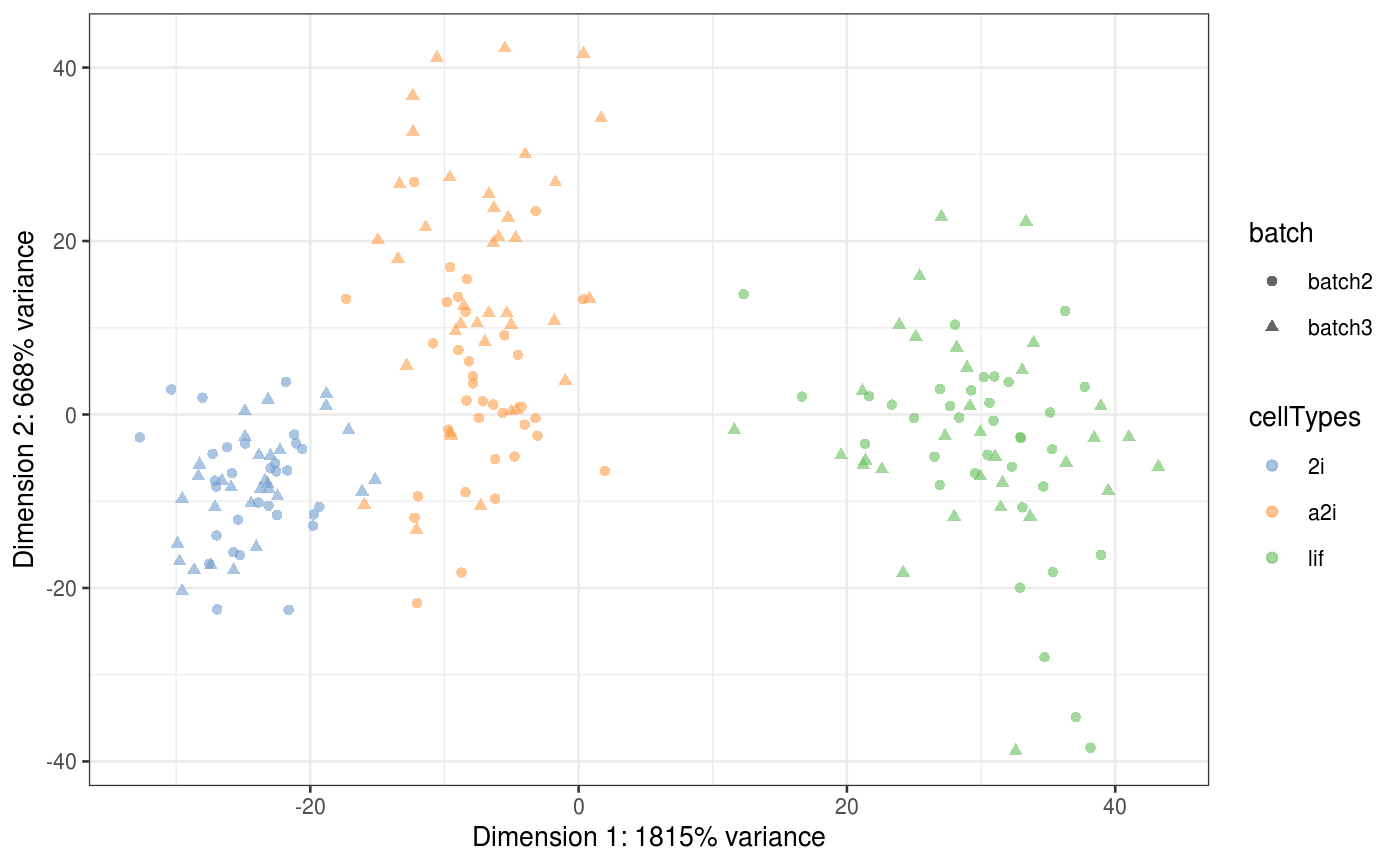 40
20
0
-20
-40
-20
0
20
40
Dimension 1: 1815% variance
Dimension 2: 668% variance
batch
batch2
batch3
cellTypes
2i
a2i
lif